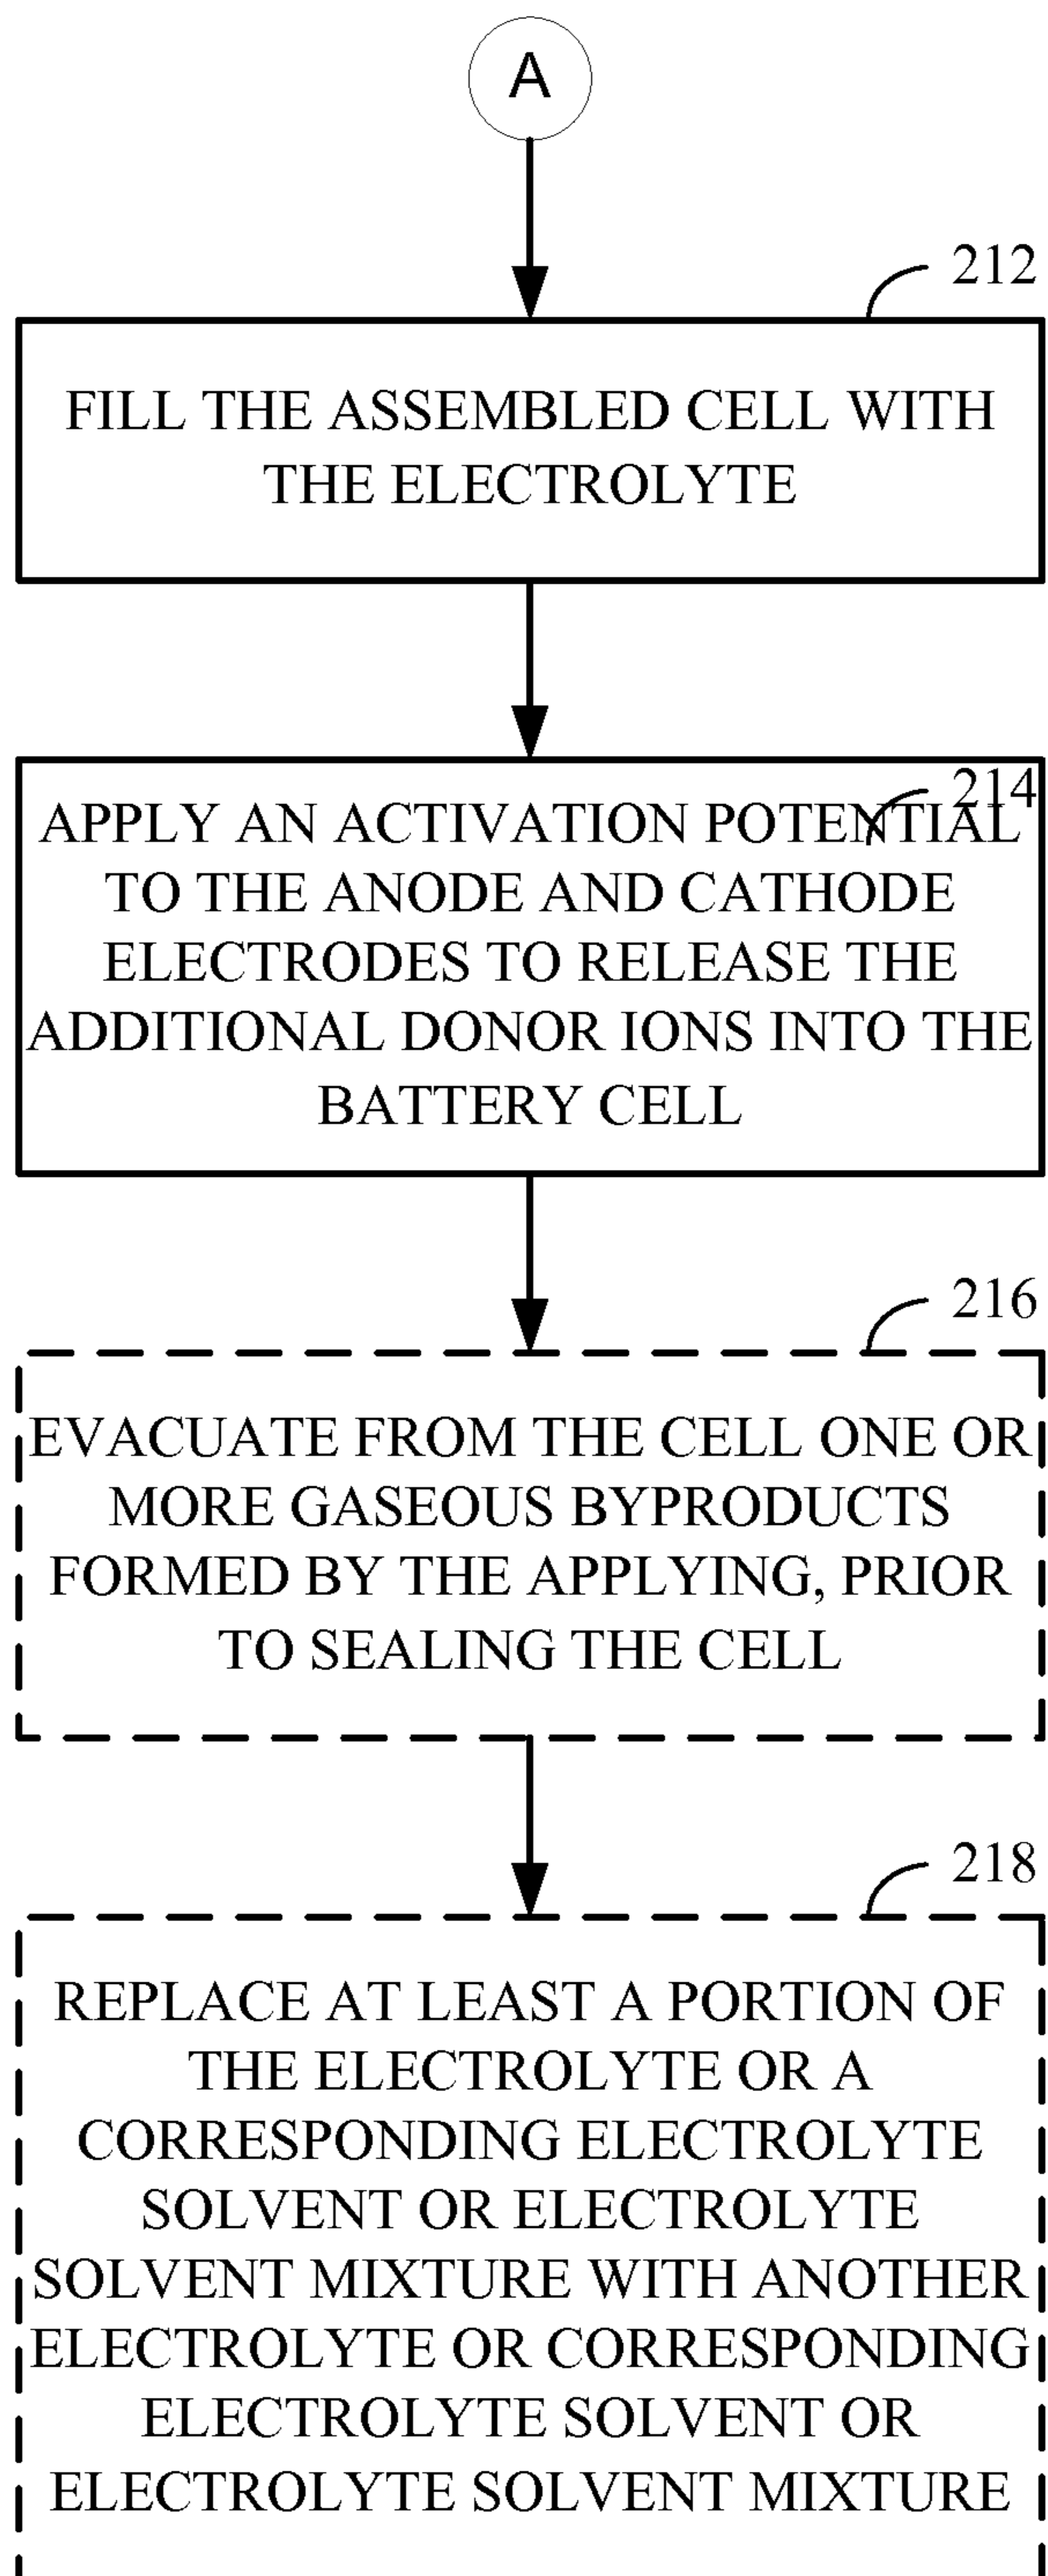 A
212
FILL THE ASSEMBLED CELL WITH
THE ELECTROLYTE
214
APPLY AN ACTIVATION POTENTIAL
TO THE ANODE AND CATHODE
ELECTRODES TO RELEASE THE
ADDITIONAL DONOR IONS INTO THE
BATTERY CELL
216
EVACUATE FROM THE CELL ONE OR
MORE GASEOUS BYPRODUCTS
FORMED BY THE APPLYING, PRIOR
TO SEALING THE CELL
218
REPLACE AT LEAST A PORTION OF
THE ELECTROLYTE OR A
CORRESPONDING ELECTROLYTE
SOLVENT OR ELECTROLYTE
SOLVENT MIXTURE WITH ANOTHER
ELECTROLYTE OR CORRESPONDING
ELECTROLYTE SOLVENT OR
ELECTROLYTE SOLVENT MIXTURE